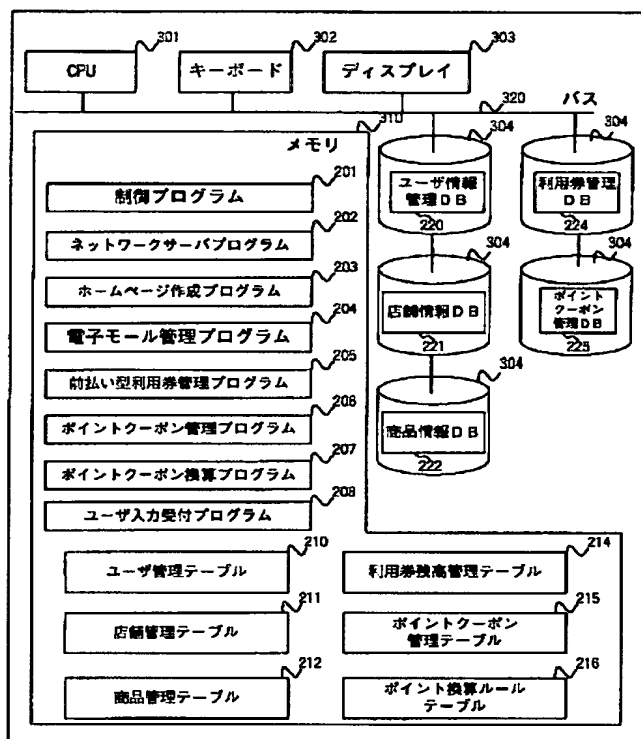 301
302
303
CPU
キーボード
ディスプレイ
320
バス
310
メモリ
304
304
ユーザ情報
管理DB
利用券管理
DB
220
224
304
304
店舗情報DB
ポイント
クーポン
管理DB
221
225
304
商品情報DB
222
201
制御プログラム
202
ネットワークサーバプログラム
203
ホームページ作成プログラム
204
電子モール管理プログラム
205
前払い型利用券管理プログラム
206
ポイントクーポン管理プログラム
207
ポイントクーポン換算プログラム
208
ユーザ入力受付プログラム
210
214
ユーザ管理テーブル
利用券残高管理テーブル
211
215
店舗管理テーブル
ポイントクーポン
管理テーブル
212
216
商品管理テーブル
ポイント換算ルール
テーブル